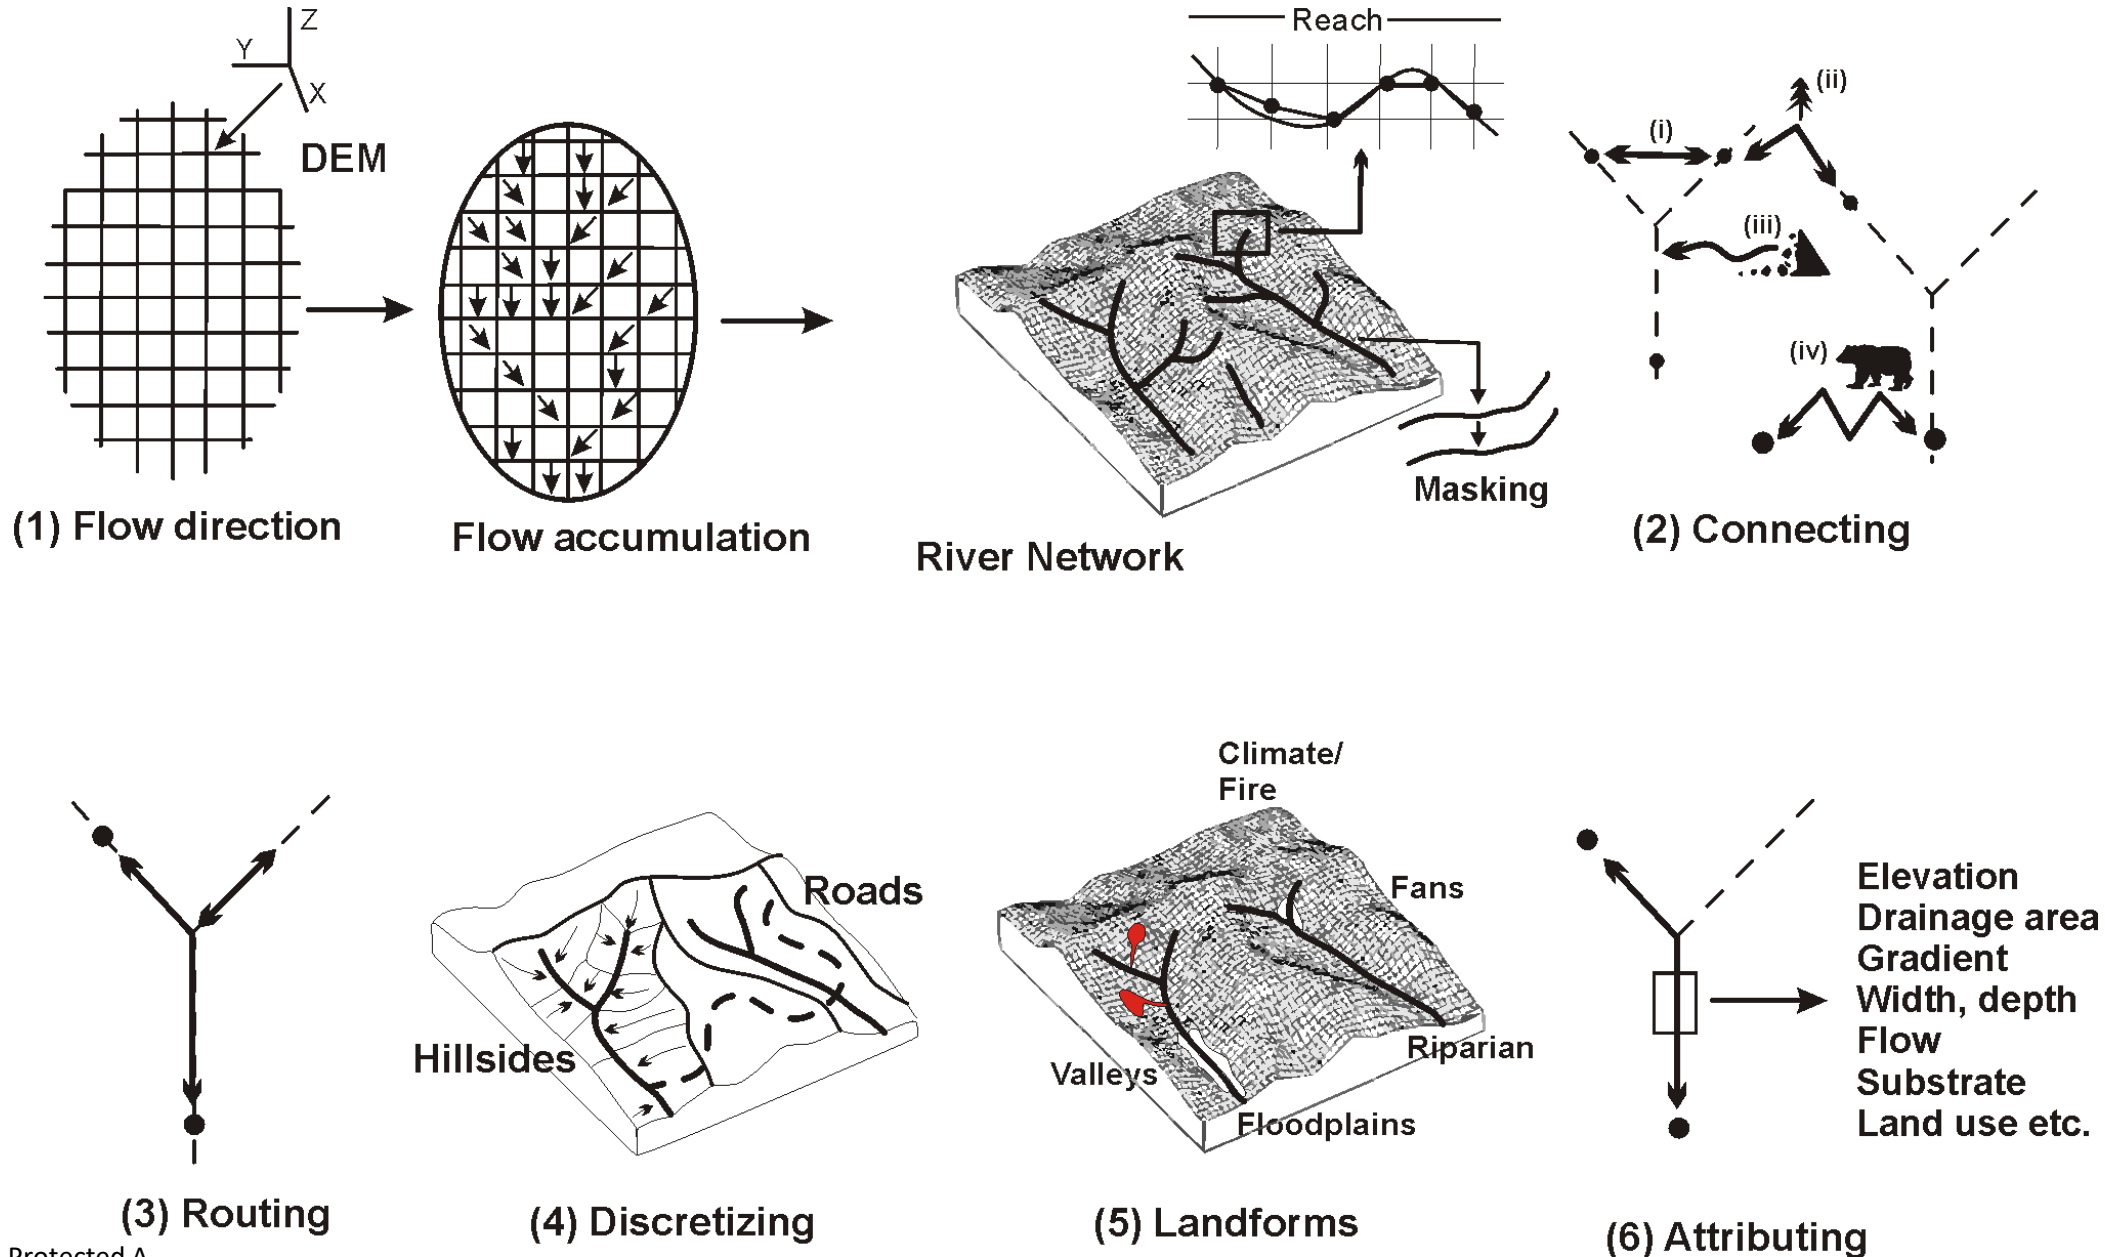 Z
Y
X
DEM
Reach
(i)
(ii)
(iii)
(iv)
Masking
(1) Flow direction
Flow accumulation
River Network
(2) Connecting
Climate/
Fire
Roads
Fans
Hillsides
Valleys
Riparian
Floodplains
Elevation
Drainage area
Gradient
Width, depth
Flow
Substrate
Land use etc.
(3) Routing
(4) Discretizing
(5) Landforms
(6) Attributing
Protected A